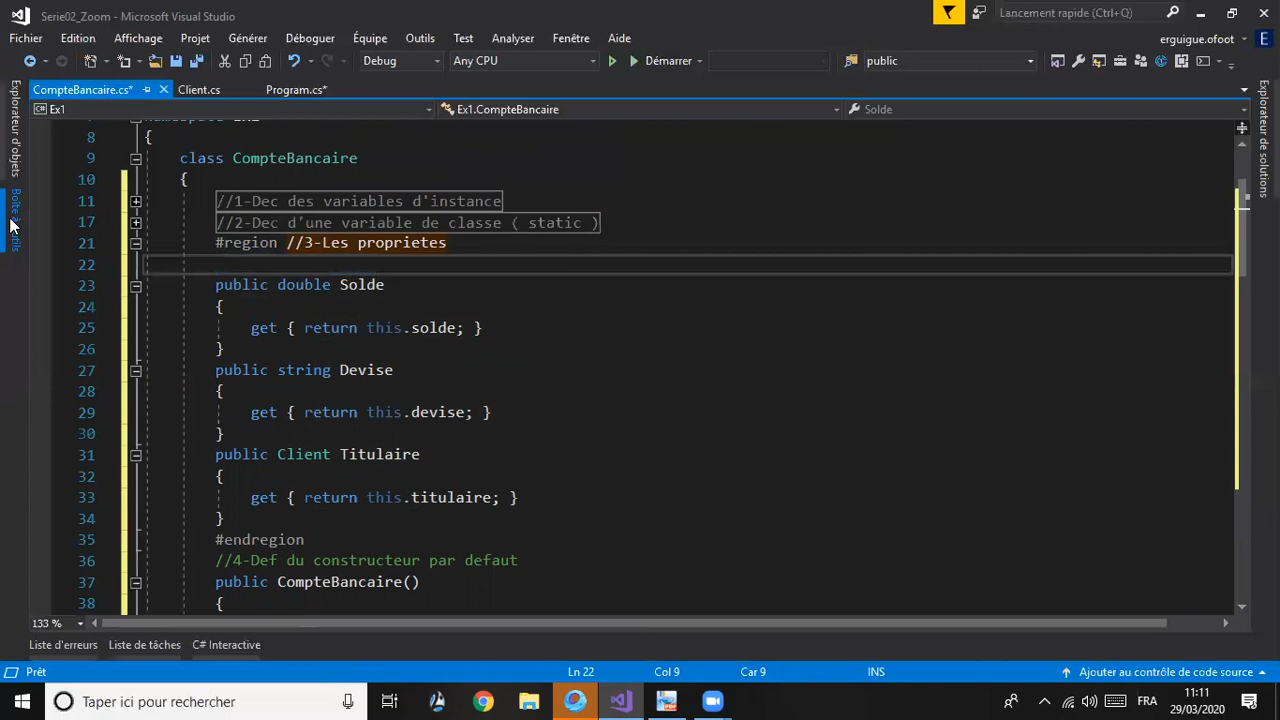 Serie02_Zoom - Microsoft Visual Studio
Lancement rapide (Ctrl+Q)
Fichier Edition Affichage Projet Générer Déboguer Équipe Outils Test Analyser Fenêtre Aide
erguigue.ofoot E
Debug Any CPU Démarrer public
CompteBancaire.cs* Client.cs Program.cs*
Ex1 Ex1.CompteBancaire Solde
Explorateur d'objets
Boîte à outils
Explorateur de solutions
8 {
9 class CompteBancaire
10 {
11 //1-Dec des variables d'instance
17 //2-Dec d'une variable de classe ( static )
21 #region //3-Les proprietes
22
23 public double Solde
24 {
25 get { return this.solde; }
26 }
27 public string Devise
28 {
29 get { return this.devise; }
30 }
31 public Client Titulaire
32 {
33 get { return this.titulaire; }
34 }
35 #endregion
36 //4-Def du constructeur par defaut
37 public CompteBancaire()
38 {
133 %
Liste d'erreurs Liste de tâches C# Interactive
Prêt Ln 22 Col 9 Car 9 INS Ajouter au contrôle de code source
Taper ici pour rechercher
FRA
11:11
29/03/2020